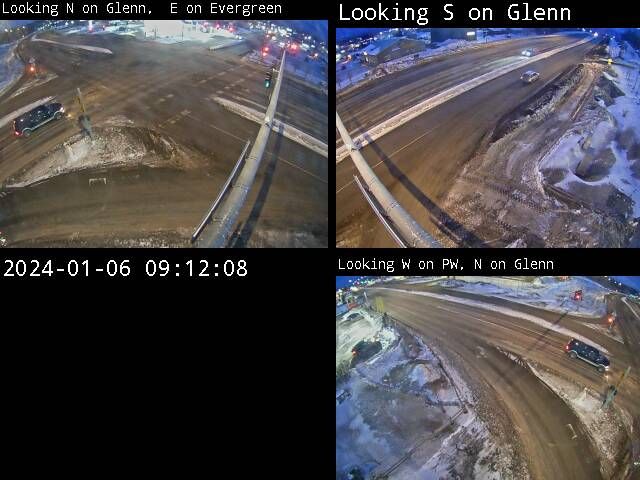 Looking N on Glenn,  E on Evergreen
Looking S on Glenn
2024-01-06 09:12:08
Looking W on PW, N on Glenn